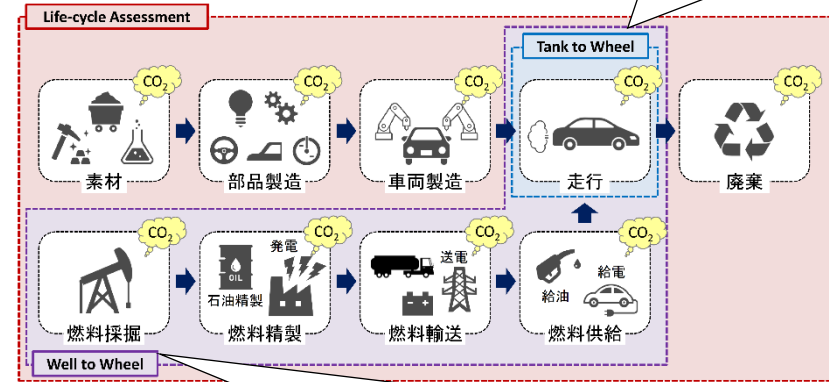 Life-cycle Assessment
Tank to Wheel
CO2
CO2
CO2
CO2
CO2
素材
部品製造
車両製造
走行
廃棄
CO2
CO2
CO2
CO2
発電
送電
給電
OIL
石油精製
給油
燃料採掘
燃料精製
燃料輸送
燃料供給
Well to Wheel